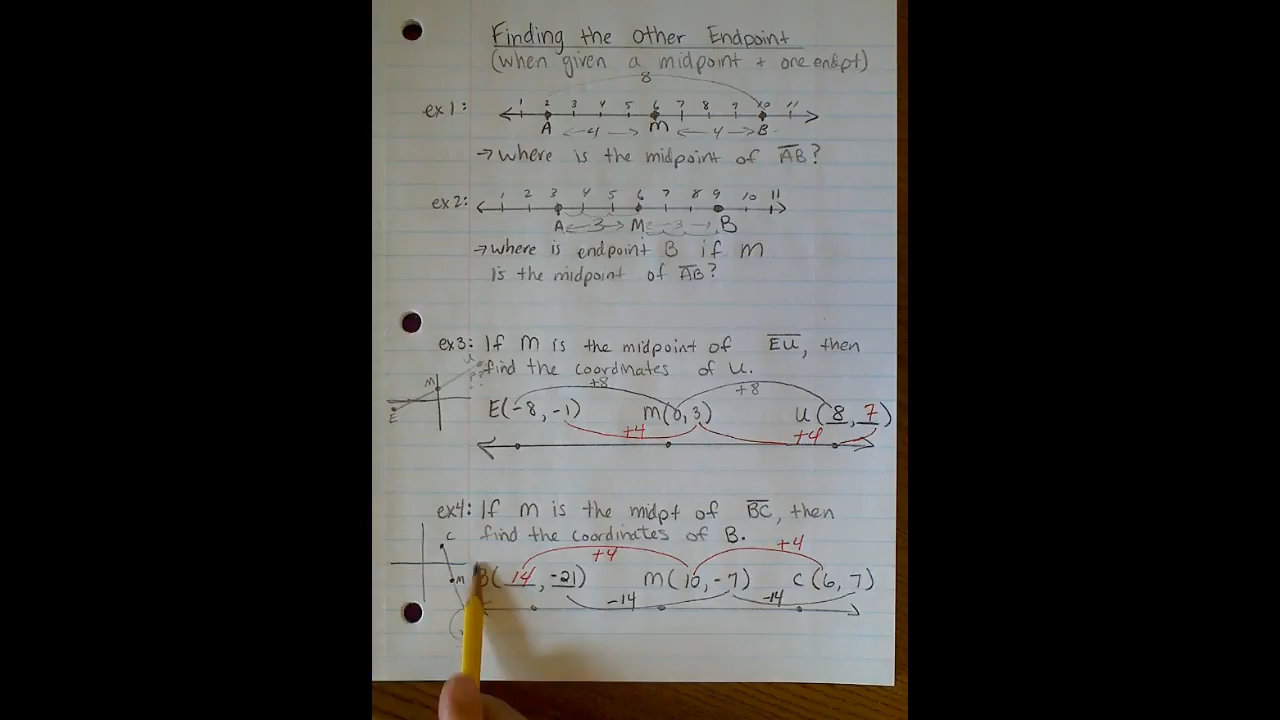 Finding the Other Endpoint
(when given a midpoint + one endpt)
8
ex1: 1 2 3 4 5 6 7 8 9 10 11
A 4 M 4 B
→ where is the midpoint of AB?
ex2: 1 2 3 4 5 6 7 8 9 10 11
A 3 M 3 B
→ where is endpoint B if M
is the midpoint of AB?
ex3: If M is the midpoint of EU, then
find the coordinates of U.
U
M
E
+8 +8
E(-8, -1) M(0, 3) U(8, 7)
+4 +4
ex4: If M is the midpt of BC, then
find the coordinates of B.
C
M
+4 +4
B(14, -21) M(10, -7) C(6, 7)
-14 -14